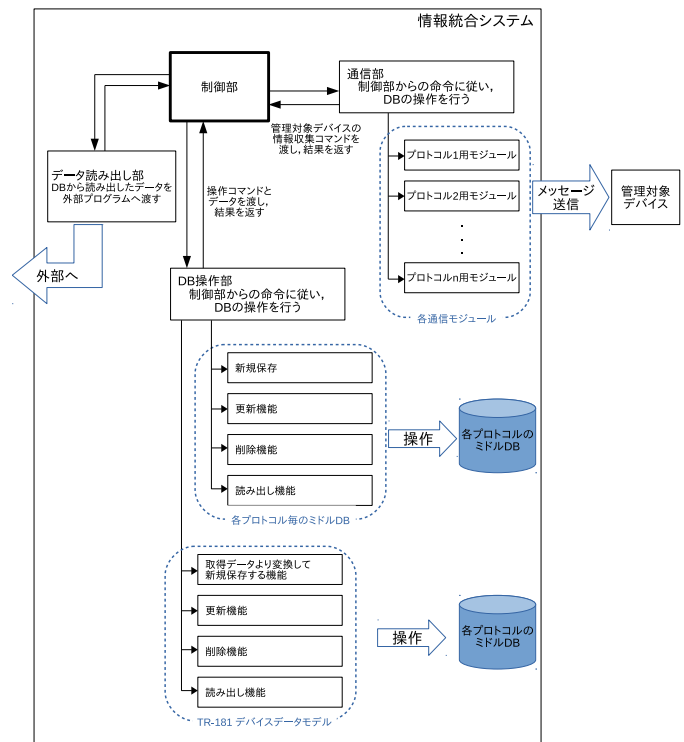 情報統合システム
制御部
通信部
制御部からの命令に従い,
DBの操作を行う
管理対象デバイスの
情報収集コマンドを
渡し, 結果を返す
プロトコル1用モジュール
プロトコル2用モジュール
・
・
・
プロトコルn用モジュール
各通信モジュール
メッセージ
送信
管理対象
デバイス
データ読み出し部
DBから読み出したデータを
外部プログラムへ渡す
外部へ
操作コマンドと
データを渡し,
結果を返す
DB操作部
制御部からの命令に従い,
DBの操作を行う
新規保存
更新機能
削除機能
読み出し機能
各プロトコル毎のミドルDB
操作
各プロトコルの
ミドルDB
取得データより変換して
新規保存する機能
更新機能
削除機能
読み出し機能
TR-181 デバイスデータモデル
操作
各プロトコルの
ミドルDB